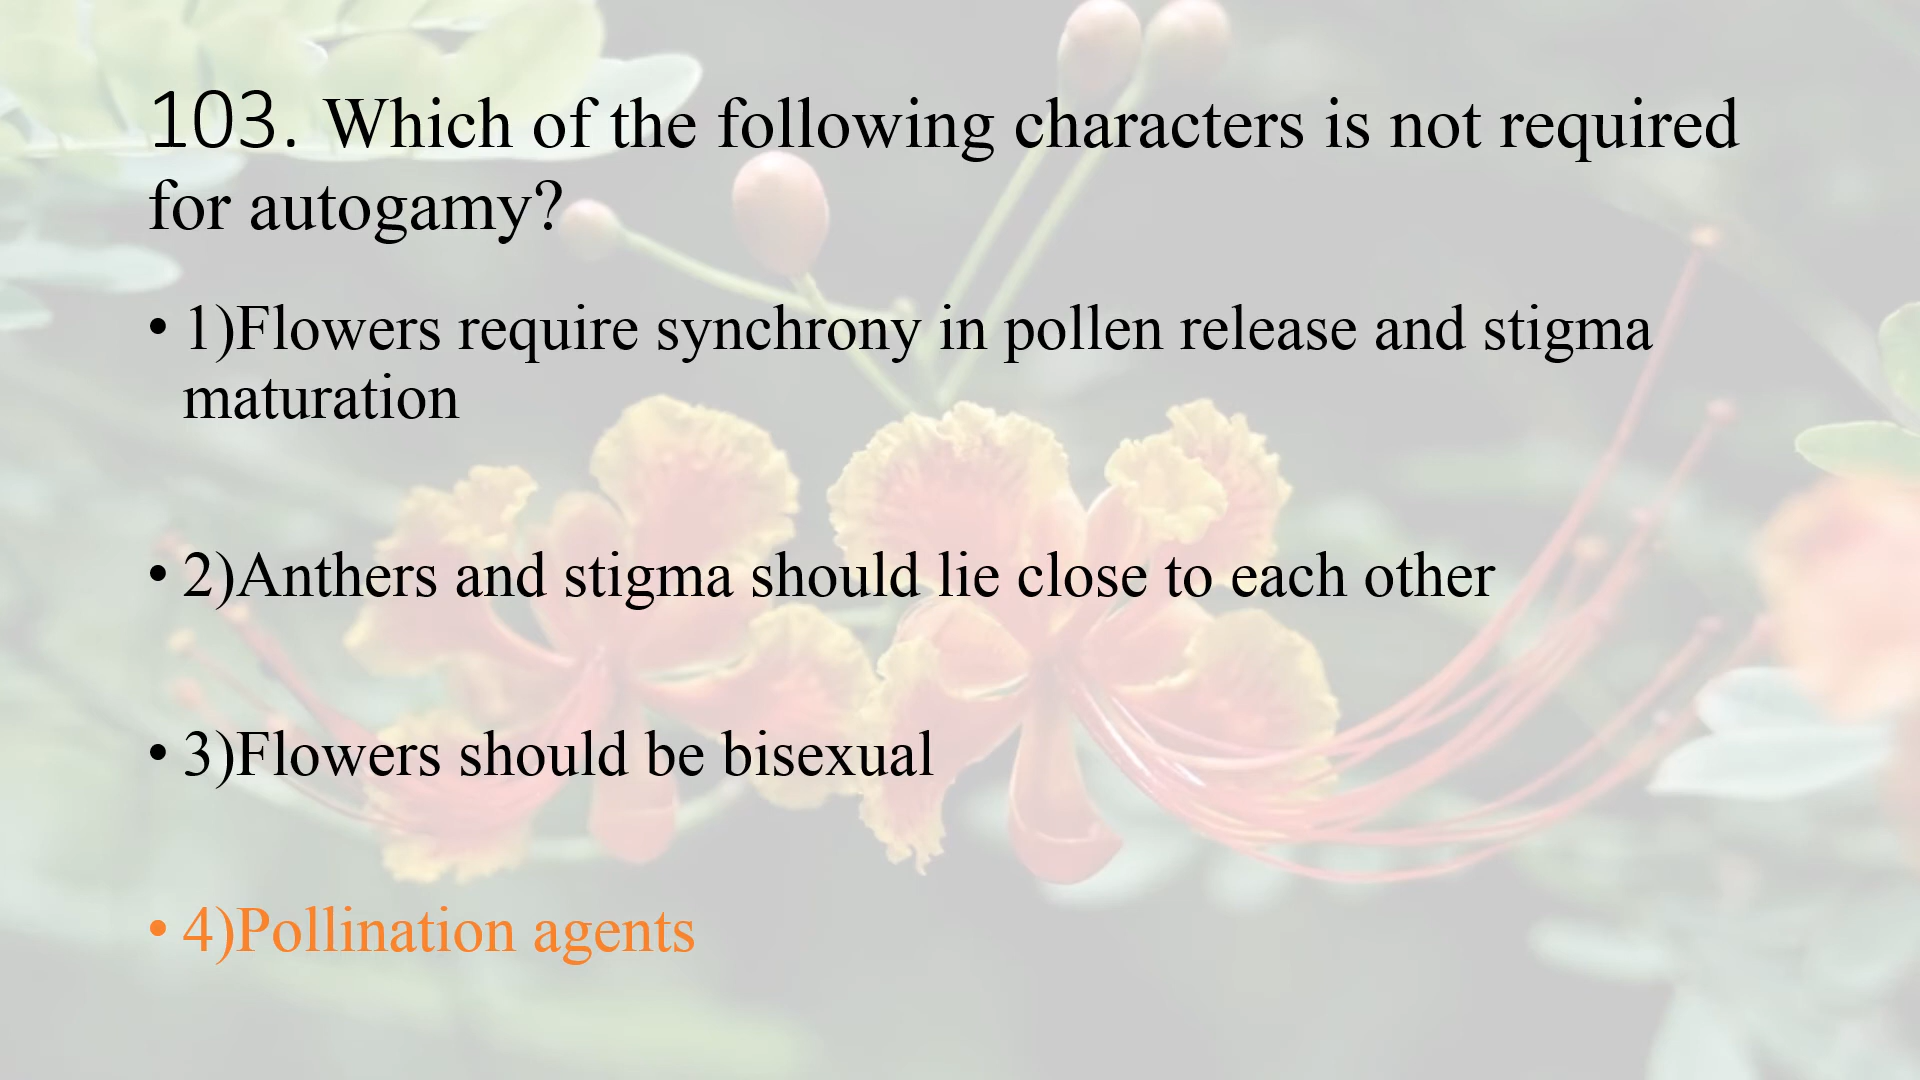 103. Which of the following characters is not required
for autogamy?
• 1)Flowers require synchrony in pollen release and stigma
maturation
• 2)Anthers and stigma should lie close to each other
• 3)Flowers should be bisexual
• 4)Pollination agents